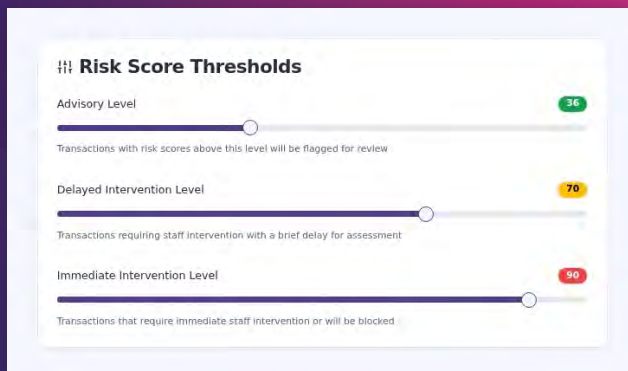 Risk Score Thresholds
Advisory Level 36
Transactions with risk scores above this level will be flagged for review
Delayed Intervention Level 70
Transactions requiring staff intervention with a brief delay for assessment
Immediate Intervention Level 90
Transactions that require immediate staff intervention or will be blocked